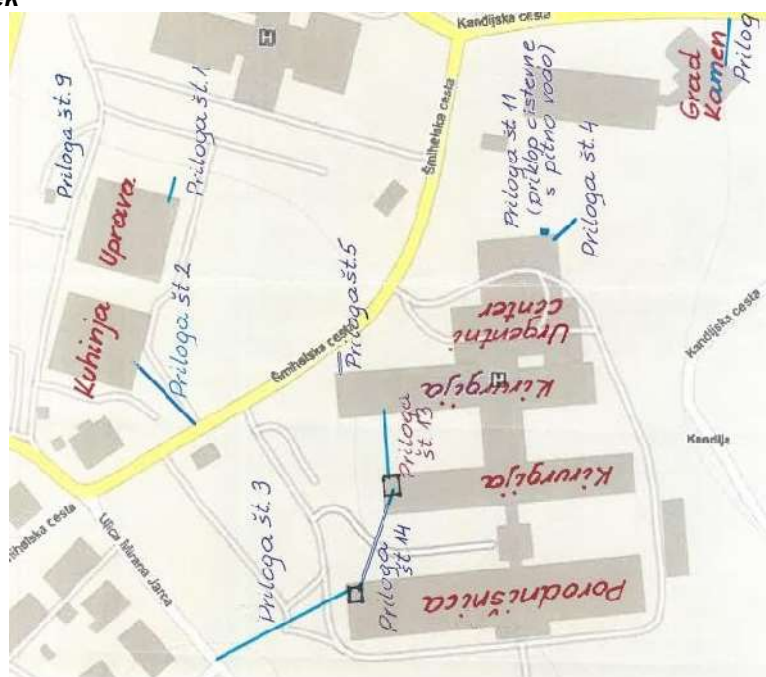 Kandijska cesta
H
Grad
Kamen
Prilog
Priloga št. 9
Priloga št. 1
Šmihelska cesta
Priloga št. 11
(priklop cisterne
s pitno vodo)
Priloga št. 4
Uprava
Kuhinja
Priloga št. 2
Priloga št. 5
Šmihelska cesta
Urgentni
center
Kandijska cesta
Kirurgija
H
Kandija
Priloga
št. 13
Kirurgija
mihelska cesta
Ulica Mirana Jarca
Priloga št. 3
Priloga
št. 14
Porodnišnica